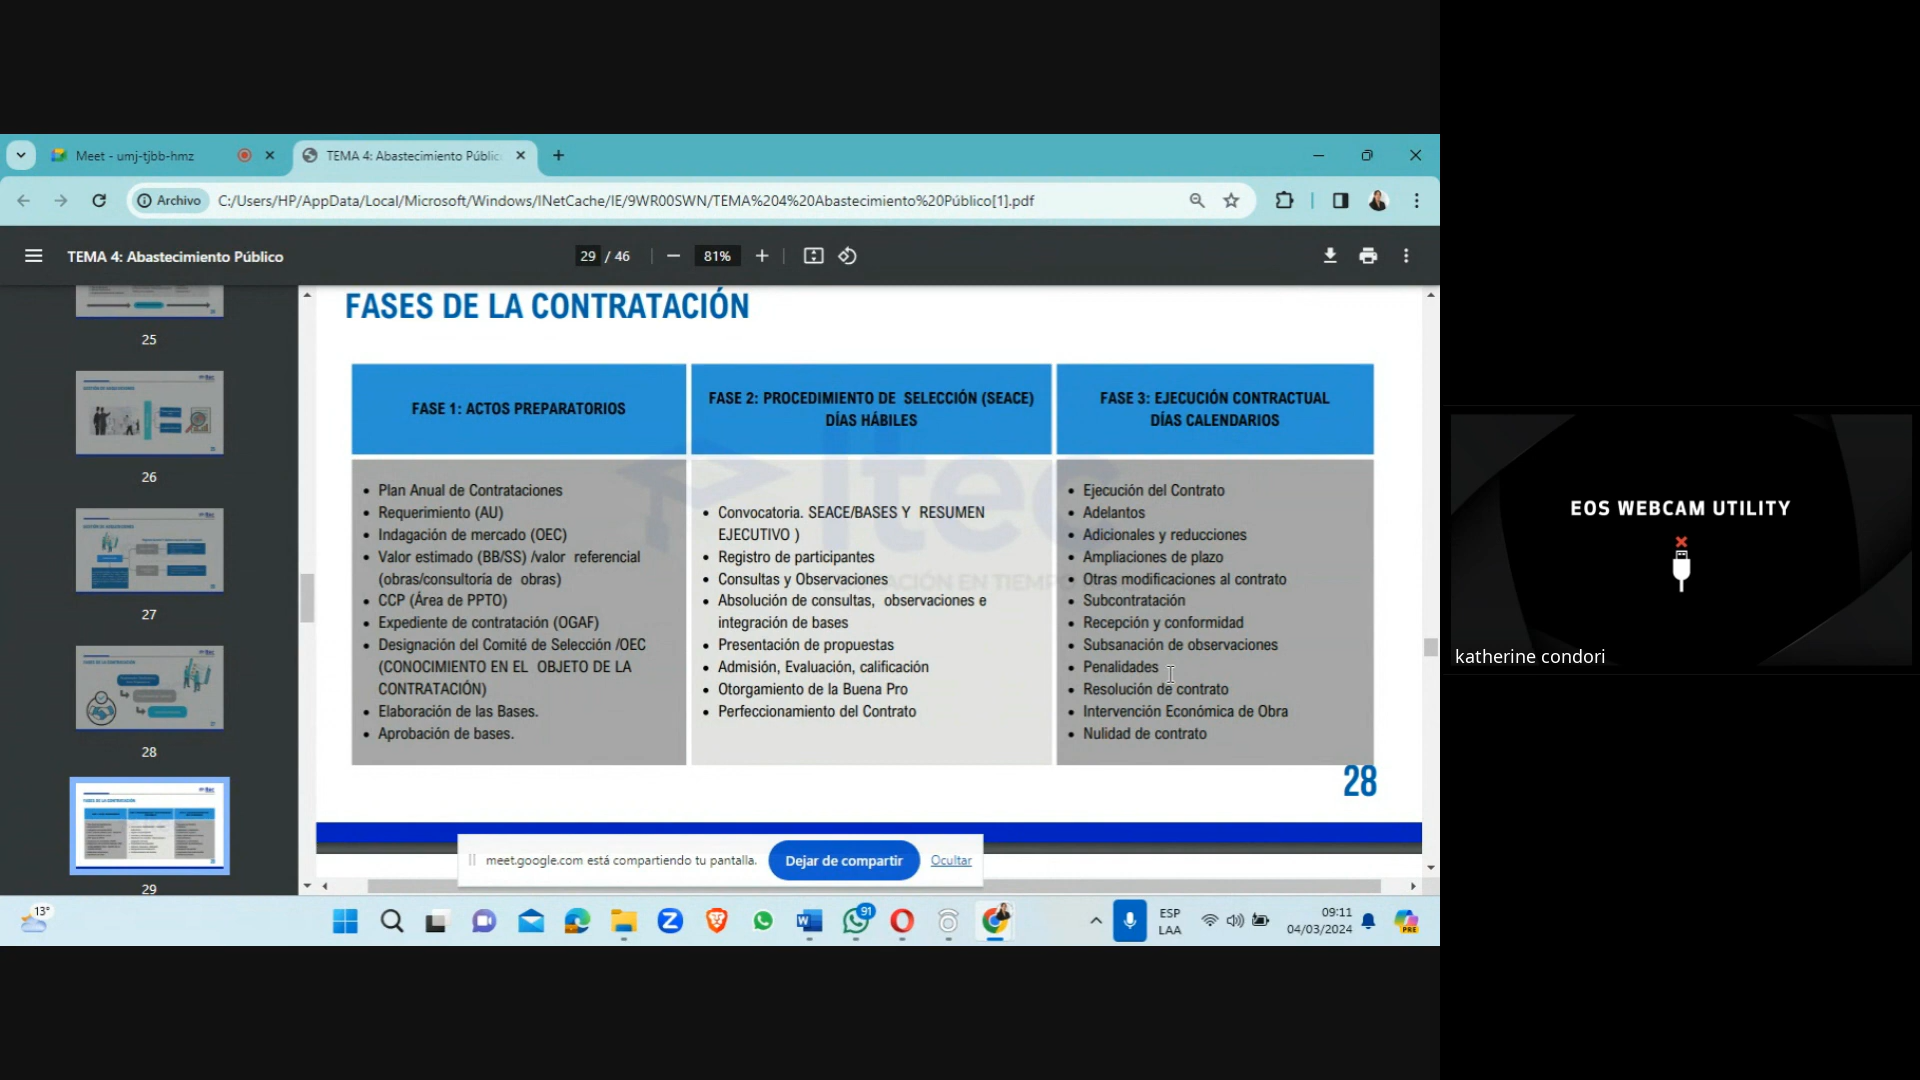 Meet - umj-tjbb-hmz
TEMA 4: Abastecimiento Públic
Archivo
C:/Users/HP/AppData/Local/Microsoft/Windows/INetCache/IE/9WR00SWN/TEMA%204%20Abastecimiento%20Público[1].pdf
TEMA 4: Abastecimiento Público
29 / 46
81%
25
26
27
28
29
FASES DE LA CONTRATACIÓN
FASE 1: ACTOS PREPARATORIOS
• Plan Anual de Contrataciones
• Requerimiento (AU)
• Indagación de mercado (OEC)
• Valor estimado (BB/SS) /valor referencial
(obras/consultoría de obras)
• CCP (Área de PPTO)
• Expediente de contratación (OGAF)
• Designación del Comité de Selección /OEC
(CONOCIMIENTO EN EL OBJETO DE LA
CONTRATACIÓN)
• Elaboración de las Bases.
• Aprobación de bases.
FASE 2: PROCEDIMIENTO DE SELECCIÓN (SEACE)
DÍAS HÁBILES
• Convocatoria. SEACE/BASES Y RESUMEN
EJECUTIVO )
• Registro de participantes
• Consultas y Observaciones
• Absolución de consultas, observaciones e
integración de bases
• Presentación de propuestas
• Admisión, Evaluación, calificación
• Otorgamiento de la Buena Pro
• Perfeccionamiento del Contrato
FASE 3: EJECUCIÓN CONTRACTUAL
DÍAS CALENDARIOS
• Ejecución del Contrato
• Adelantos
• Adicionales y reducciones
• Ampliaciones de plazo
• Otras modificaciones al contrato
• Subcontratación
• Recepción y conformidad
• Subsanación de observaciones
• Penalidades
• Resolución de contrato
• Intervención Económica de Obra
• Nulidad de contrato
Itec
EN TIEMPO
28
meet.google.com está compartiendo tu pantalla.
Dejar de compartir
Ocultar
13°
91
ESP
LAA
09:11
04/03/2024
PRE
EOS WEBCAM UTILITY
katherine condori